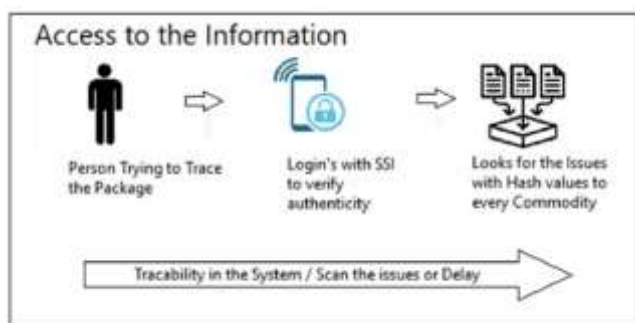 Access to the Information
Person Trying to Trace
the Package
Login's with SSI
to verify
authenticity
Looks for the Issues
with Hash values to
every Commodity
Tracability in the System / Scan the issues or Delay